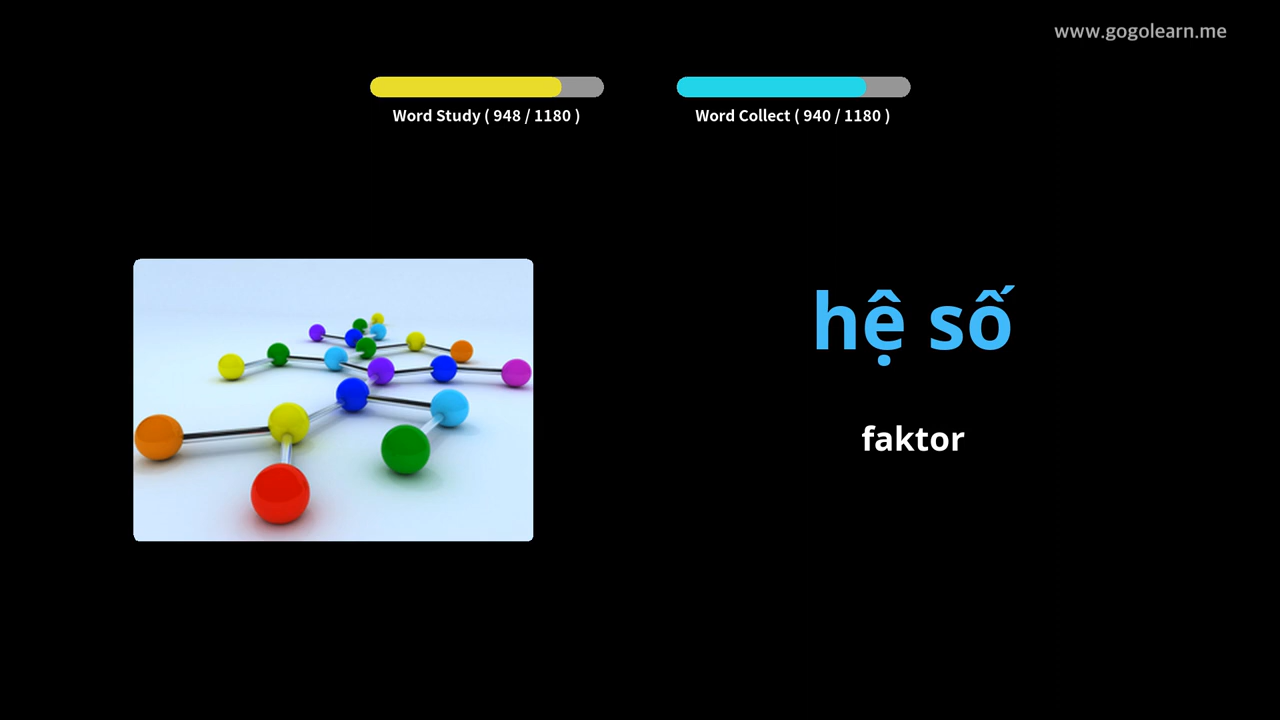 www.gogolearn.me
Word Study ( 948 / 1180 )
Word Collect ( 940 / 1180 )
hệ số
faktor